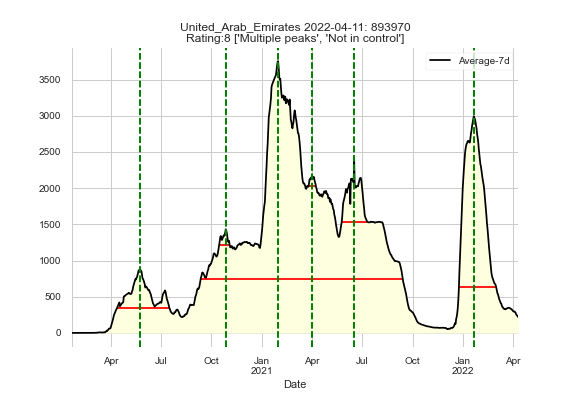 United_Arab_Emirates 2022-04-11: 893970
Rating:8 ['Multiple peaks', 'Not in control']
Average-7d
3500
3000
2500
2000
1500
1000
500
0
Apr
Jul
Oct
Jan
2021
Apr
Jul
Oct
Jan
2022
Apr
Date